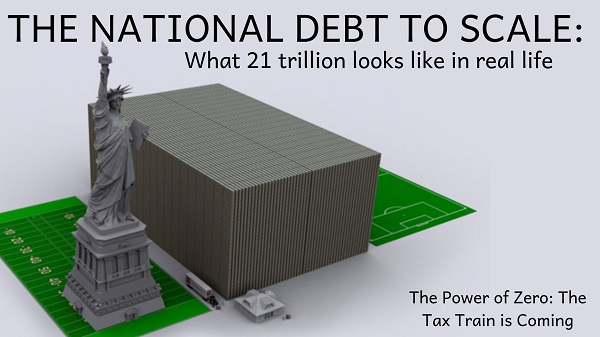 THE NATIONAL DEBT TO SCALE:
What 21 trillion looks like in real life
The Power of Zero: The
Tax Train is Coming